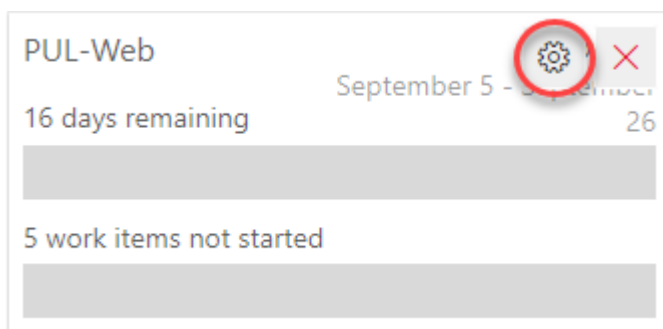 PUL-Web
September 5 -
16 days remaining
26
5 work items not started